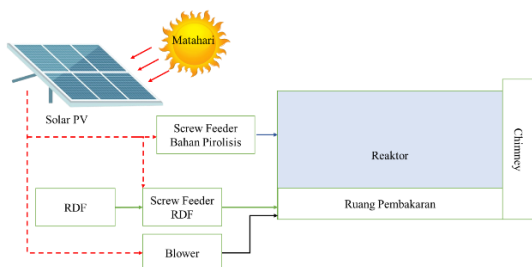 Matahari
Solar PV
Screw Feeder
Bahan Pirolisis
Reaktor
Chimney
RDF
Screw Feeder
RDF
Ruang Pembakaran
Blower